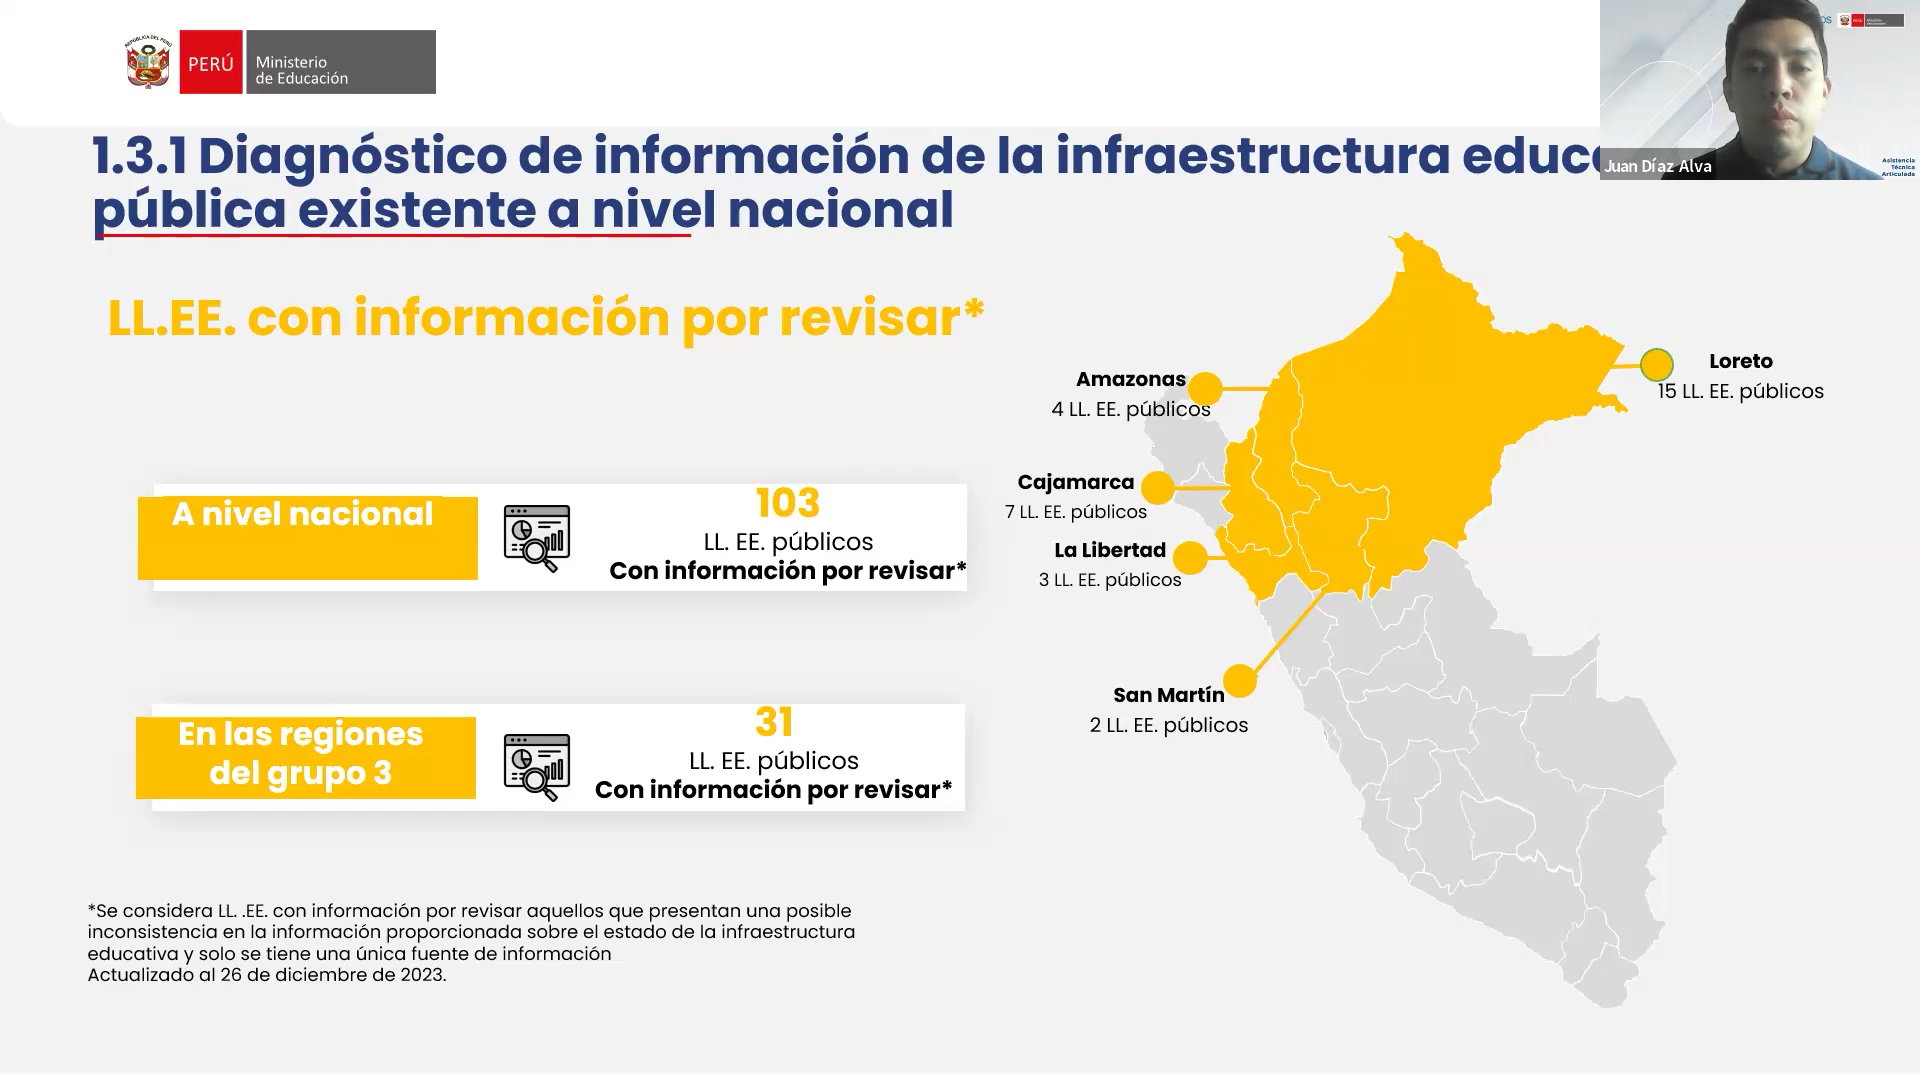 PERÚ
Ministerio
de Educación
Juan Díaz Alva
Asistencia
Técnica
Articulada
1.3.1 Diagnóstico de información de la infraestructura educ
pública existente a nivel nacional
LL.EE. con información por revisar*
Amazonas
4 LL. EE. públicos
Loreto
15 LL. EE. públicos
Cajamarca
7 LL. EE. públicos
La Libertad
3 LL. EE. públicos
San Martín
2 LL. EE. públicos
A nivel nacional
103
LL. EE. públicos
Con información por revisar*
En las regiones
del grupo 3
31
LL. EE. públicos
Con información por revisar*
*Se considera LL. .EE. con información por revisar aquellos que presentan una posible
inconsistencia en la información proporcionada sobre el estado de la infraestructura
educativa y solo se tiene una única fuente de información
Actualizado al 26 de diciembre de 2023.